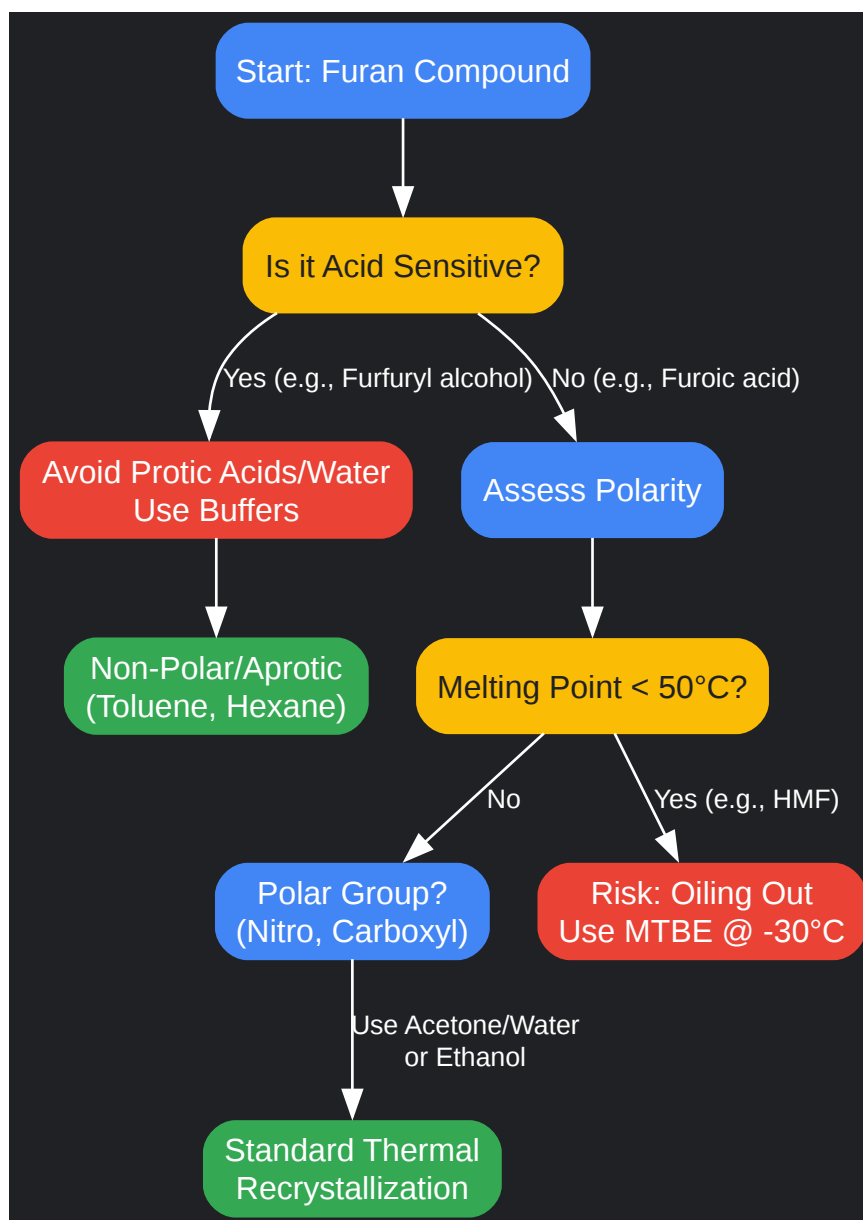 Start: Furan Compound
Is it Acid Sensitive?
Yes (e.g., Furfuryl alcohol)
No (e.g., Furoic acid)
Avoid Protic Acids/Water
Use Buffers
Assess Polarity
Non-Polar/Aprotic
(Toluene, Hexane)
Melting Point < 50°C?
No
Yes (e.g., HMF)
Polar Group?
(Nitro, Carboxyl)
Risk: Oiling Out
Use MTBE @ -30°C
Use Acetone/Water
or Ethanol
Standard Thermal
Recrystallization